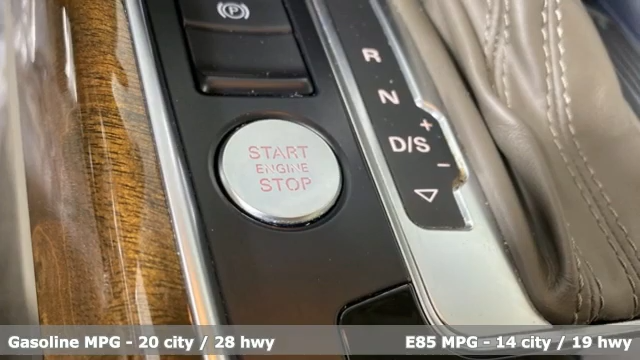 (P)
R
N
+
D/S
-
START
ENGINE
STOP
Gasoline MPG - 20 city / 28 hwy
E85 MPG - 14 city / 19 hwy